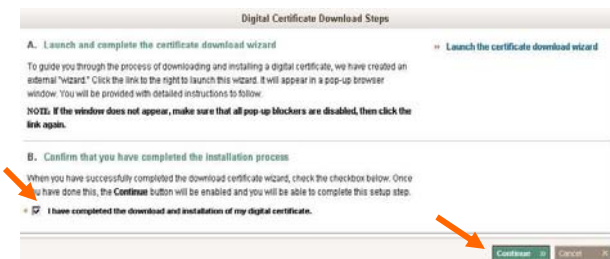 Digital Certificate Download Steps
A. Launch and complete the certificate download wizard
» Launch the certificate download wizard
To guide you through the process of downloading and installing a digital certificate, we have created an
external "wizard." Click the link to the right to launch this wizard. It will appear in a pop-up browser
window. You will be provided with detailed instructions to follow.
NOTE: If the window does not appear, make sure that all pop-up blockers are disabled, then click the
link again.
B. Confirm that you have completed the installation process
When you have successfully completed the download certificate wizard, check the checkbox below. Once
you have done this, the Continue button will be enabled and you will be able to complete this setup step.
I have completed the download and installation of my digital certificate.
Continue » Cancel X